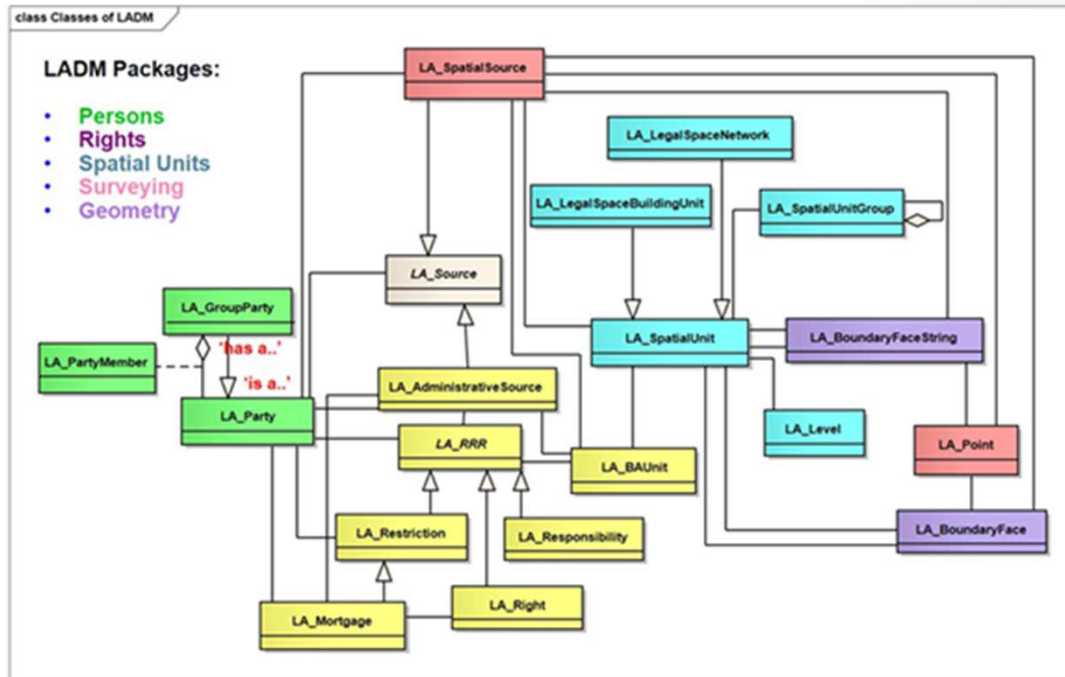 class Classes of LADM
LADM Packages:
• Persons
• Rights
• Spatial Units
• Surveying
• Geometry
LA_SpatialSource
LA_LegalSpaceNetwork
LA_LegalSpaceBuildingUnit
LA_SpatialUnitGroup
LA_Source
LA_GroupParty
LA_SpatialUnit
LA_BoundaryFaceString
'has a..'
LA_PartyMember
'is a..'
LA_AdministrativeSource
LA_Party
LA_Level
LA_RRR
LA_Point
LA_BAUnit
LA_Restriction
LA_Responsibility
LA_BoundaryFace
LA_Right
LA_Mortgage